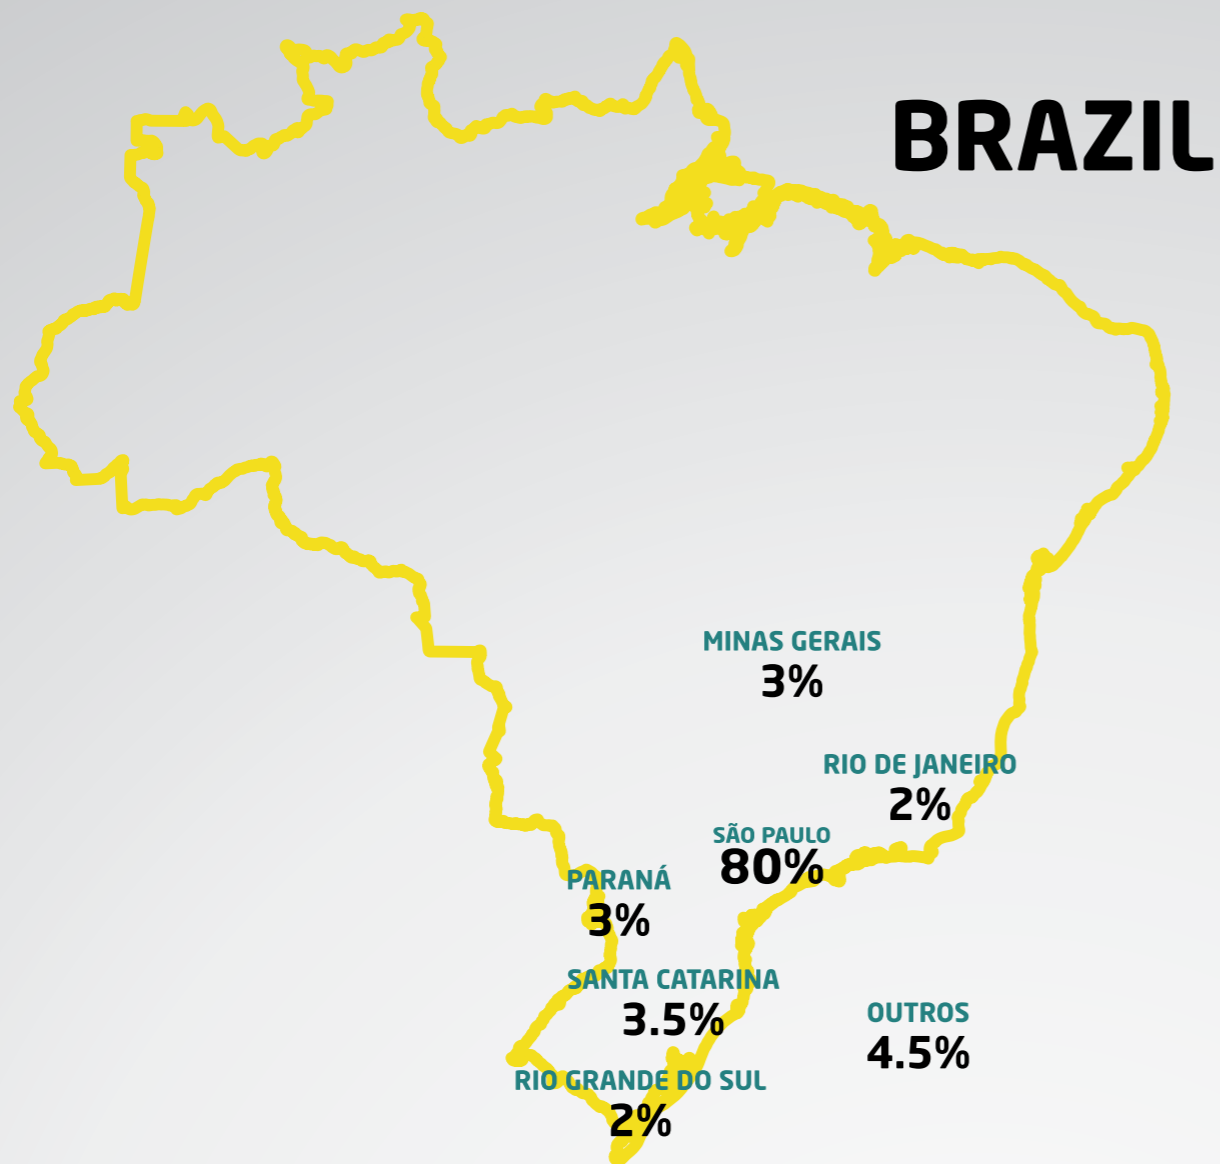 BRAZIL
MINAS GERAIS
3%
RIO DE JANEIRO
2%
SÃO PAULO
80%
PARANÁ
3%
SANTA CATARINA
3.5%
OUTROS
4.5%
RIO GRANDE DO SUL
2%